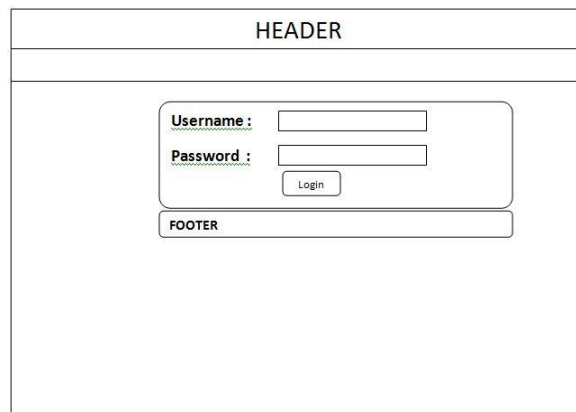 HEADER
Username :
Password :
Login
FOOTER